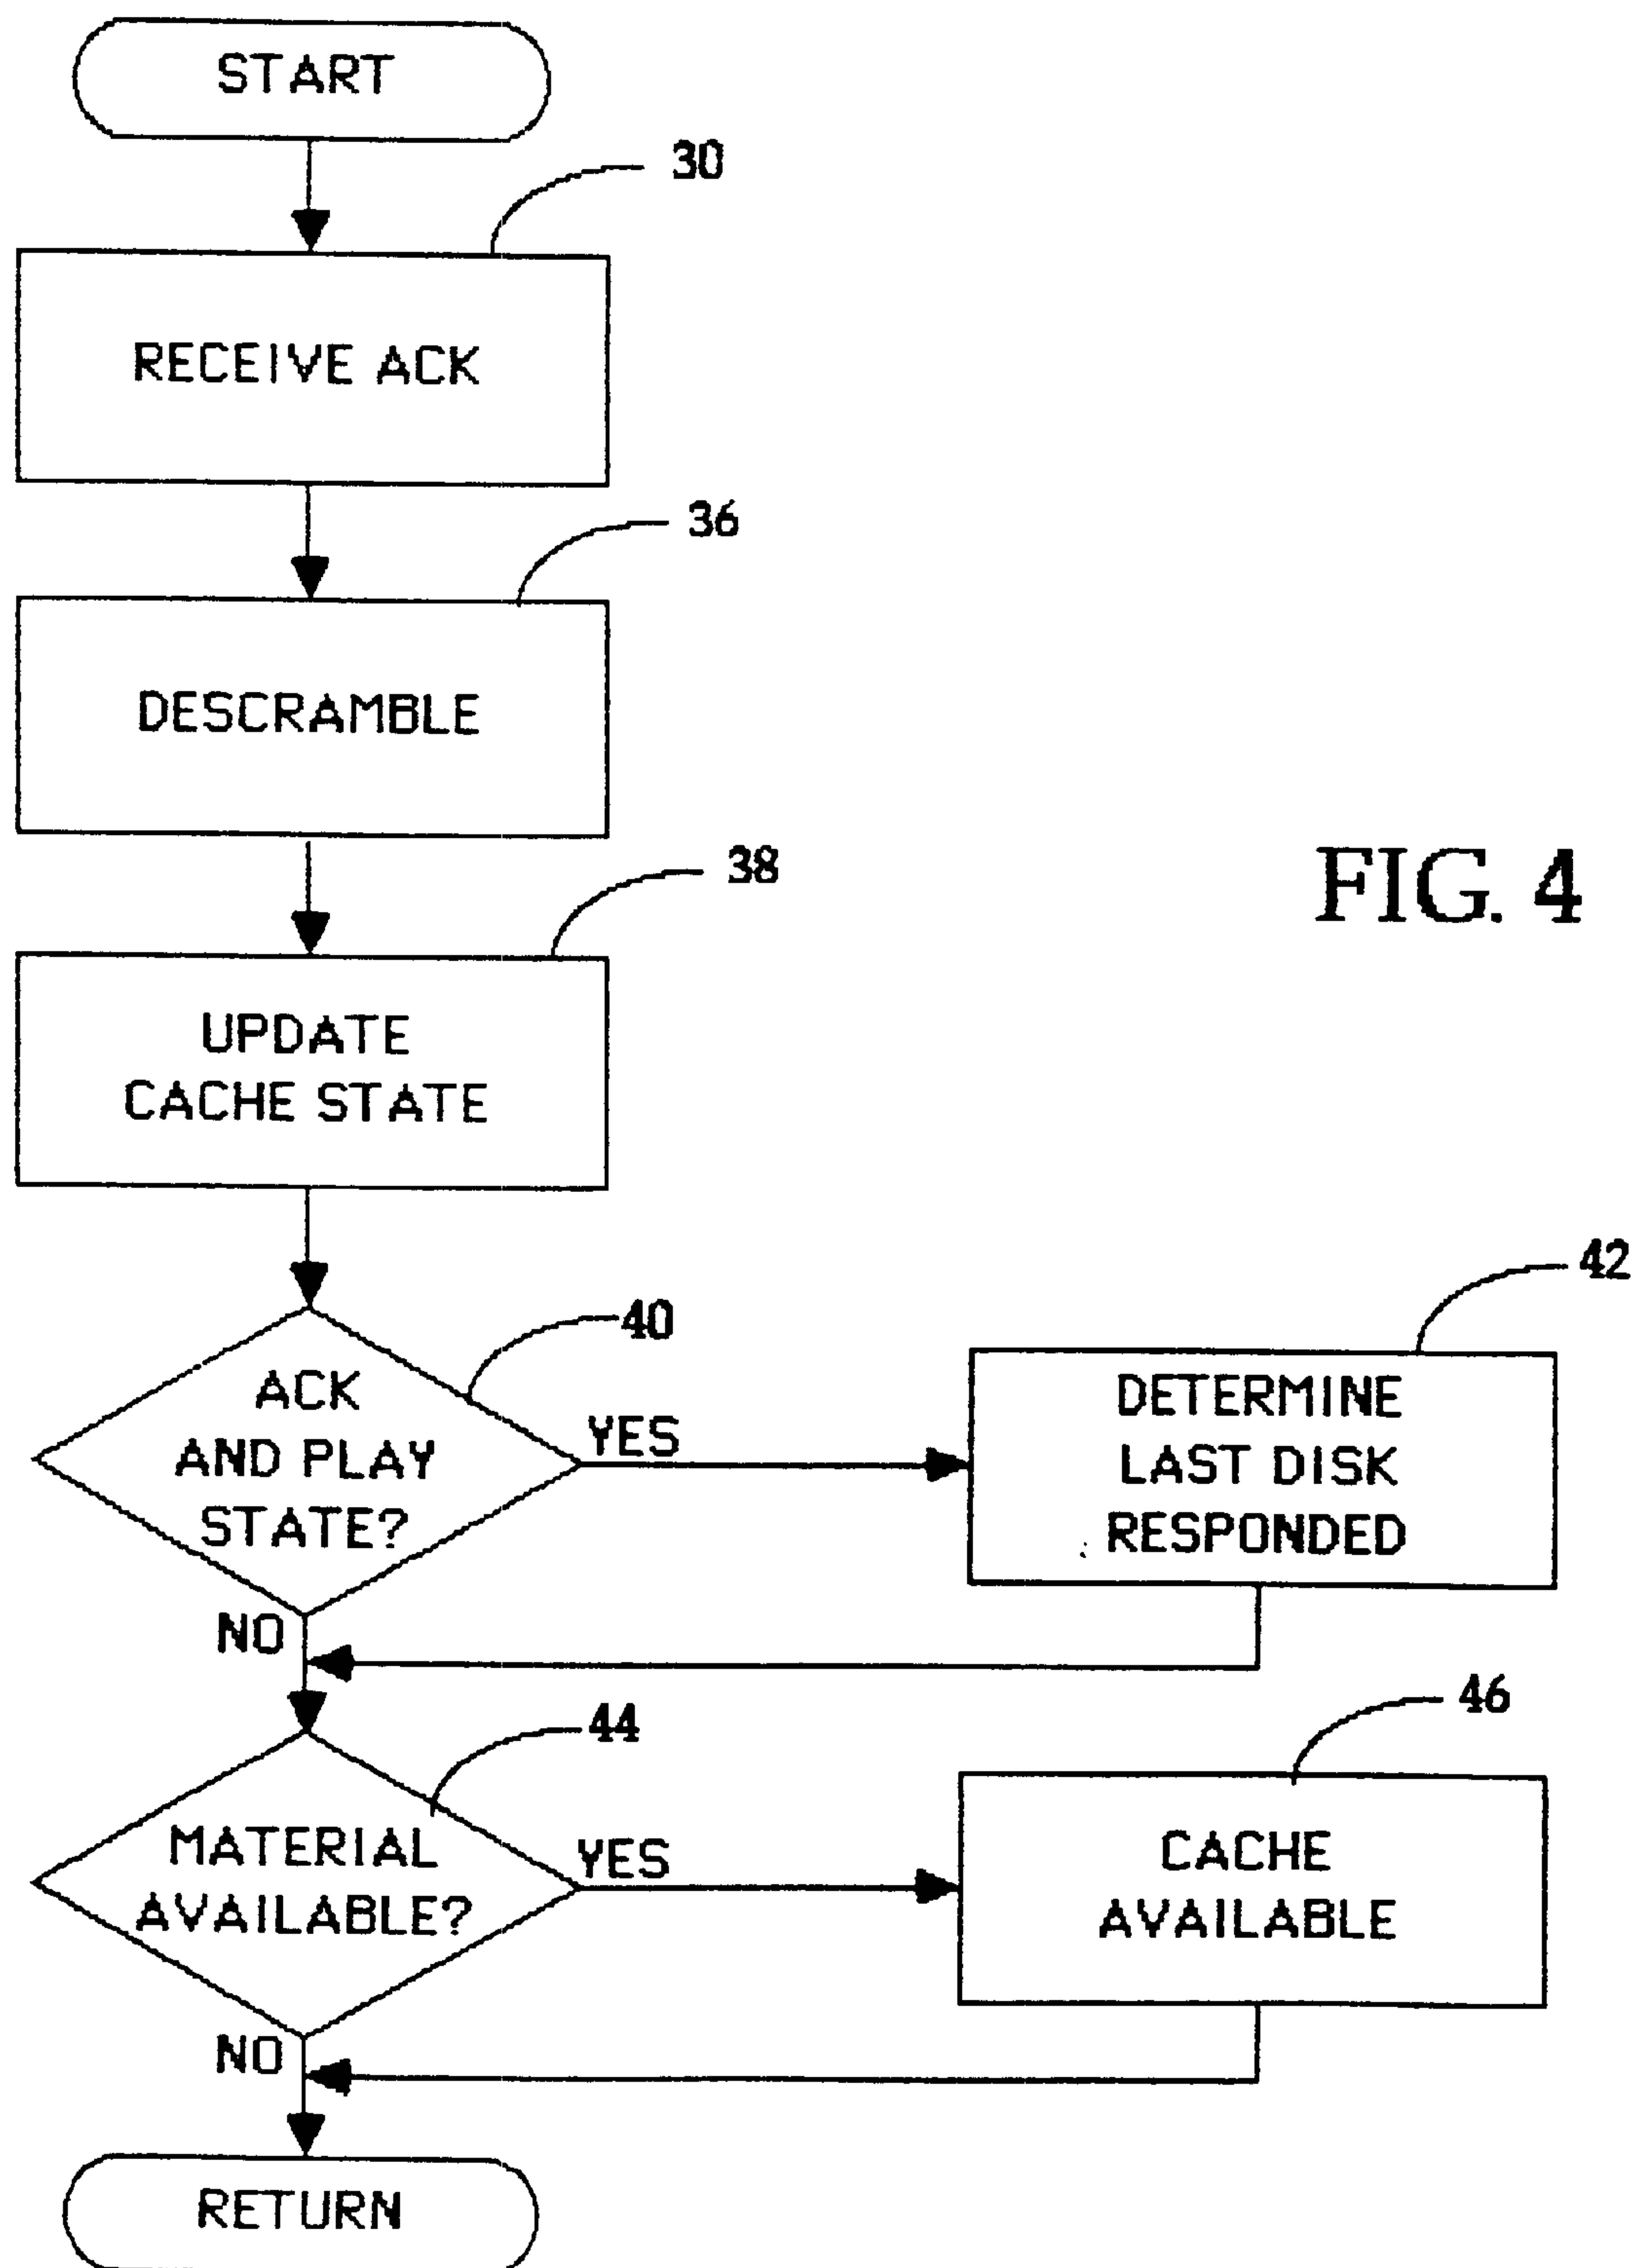 START
30
RECEIVE ACK
36
DESCRAMBLE
38
FIG. 4
UPDATE
CACHE STATE
40
ACK
AND PLAY
STATE?
YES
42
DETERMINE
LAST DISK
RESPONDED
NO
44
MATERIAL
AVAILABLE?
YES
46
CACHE
AVAILABLE
NO
RETURN